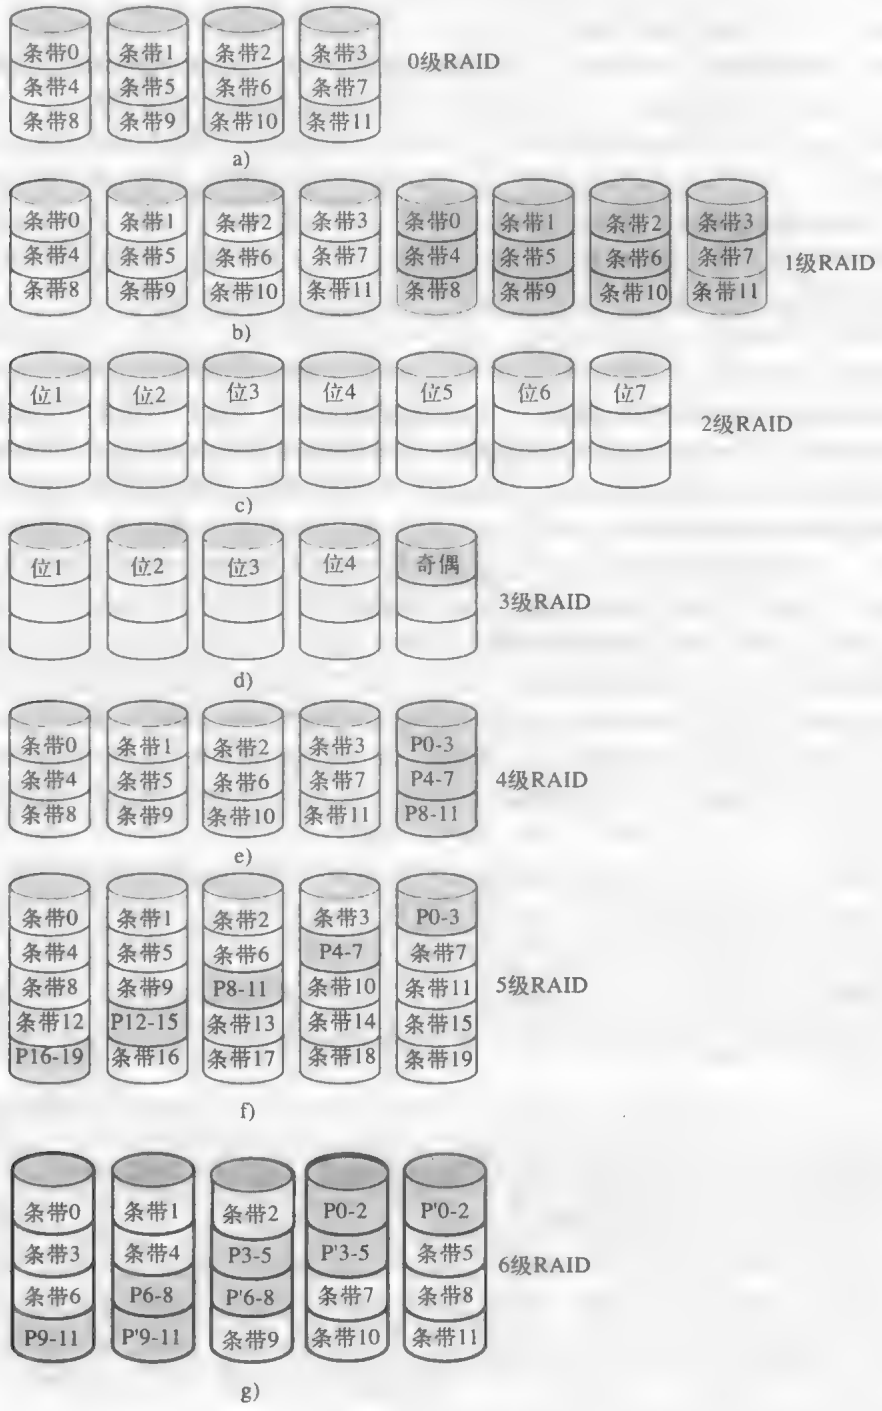 条带0 条带1 条带2 条带3
条带4 条带5 条带6 条带7
条带8 条带9 条带10 条带11
0级RAID
a)
条带0 条带1 条带2 条带3 条带0 条带1 条带2 条带3
条带4 条带5 条带6 条带7 条带4 条带5 条带6 条带7
条带8 条带9 条带10 条带11 条带8 条带9 条带10 条带11
1级RAID
b)
位1 位2 位3 位4 位5 位6 位7
2级RAID
c)
位1 位2 位3 位4 奇偶
3级RAID
d)
条带0 条带1 条带2 条带3 P0-3
条带4 条带5 条带6 条带7 P4-7
条带8 条带9 条带10 条带11 P8-11
4级RAID
e)
条带0 条带1 条带2 条带3 P0-3
条带4 条带5 条带6 P4-7 条带7
条带8 条带9 P8-11 条带10 条带11
条带12 P12-15 条带13 条带14 条带15
P16-19 条带16 条带17 条带18 条带19
5级RAID
f)
条带0 条带1 条带2 P0-2 P'0-2
条带3 条带4 P3-5 P'3-5 条带5
条带6 P6-8 P'6-8 条带7 条带8
P9-11 P'9-11 条带9 条带10 条带11
6级RAID
g)